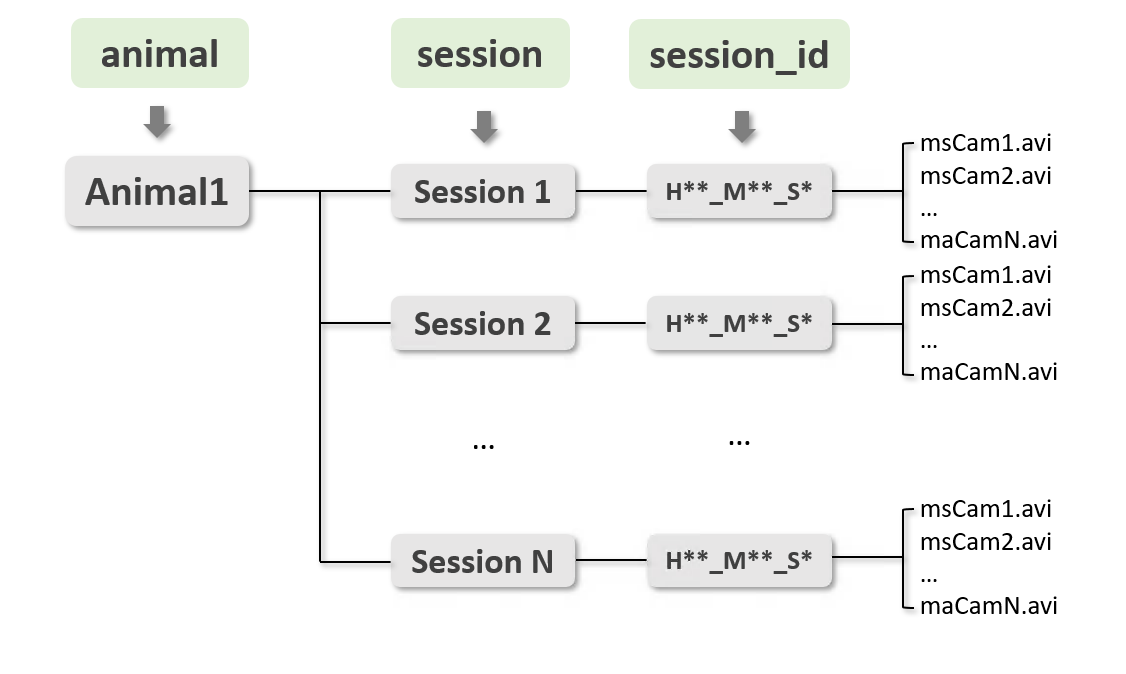 animal
session
session_id
Animal1
Session 1
H**_M**_S*
msCam1.avi
msCam2.avi
...
maCamN.avi
Session 2
H**_M**_S*
msCam1.avi
msCam2.avi
...
maCamN.avi
...
...
Session N
H**_M**_S*
msCam1.avi
msCam2.avi
...
maCamN.avi